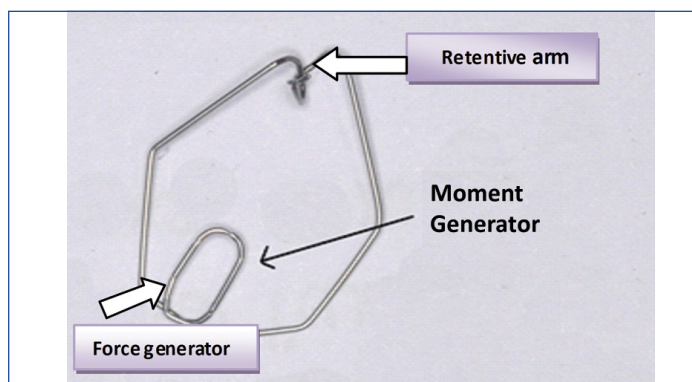 Retentive arm
Moment
Generator
Force generator